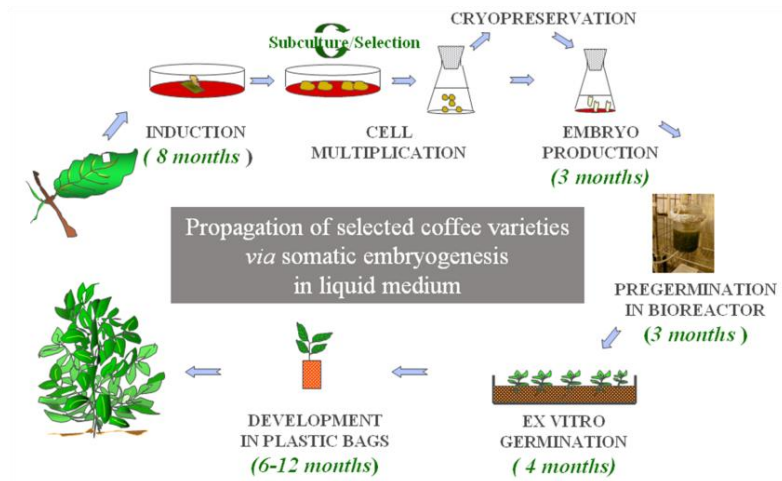 CRYOPRESERVATION
Subculture/Selection
INDUCTION
( 8 months )
CELL
MULTIPLICATION
EMBRYO
PRODUCTION
(3 months)
Propagation of selected coffee varieties
via somatic embryogenesis
in liquid medium
PREGERMINATION
IN BIOREACTOR
(3 months )
EX VITRO
GERMINATION
( 4 months)
DEVELOPMENT
IN PLASTIC BAGS
(6-12 months)